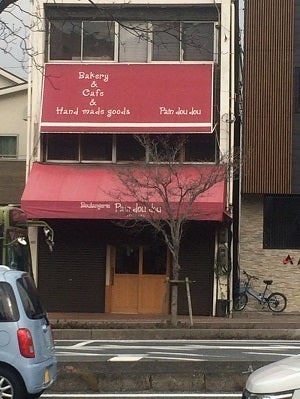 Bakery
&
Cafe
&
Hand made goods Pain dou dou
Boulangerie Pain dou dou